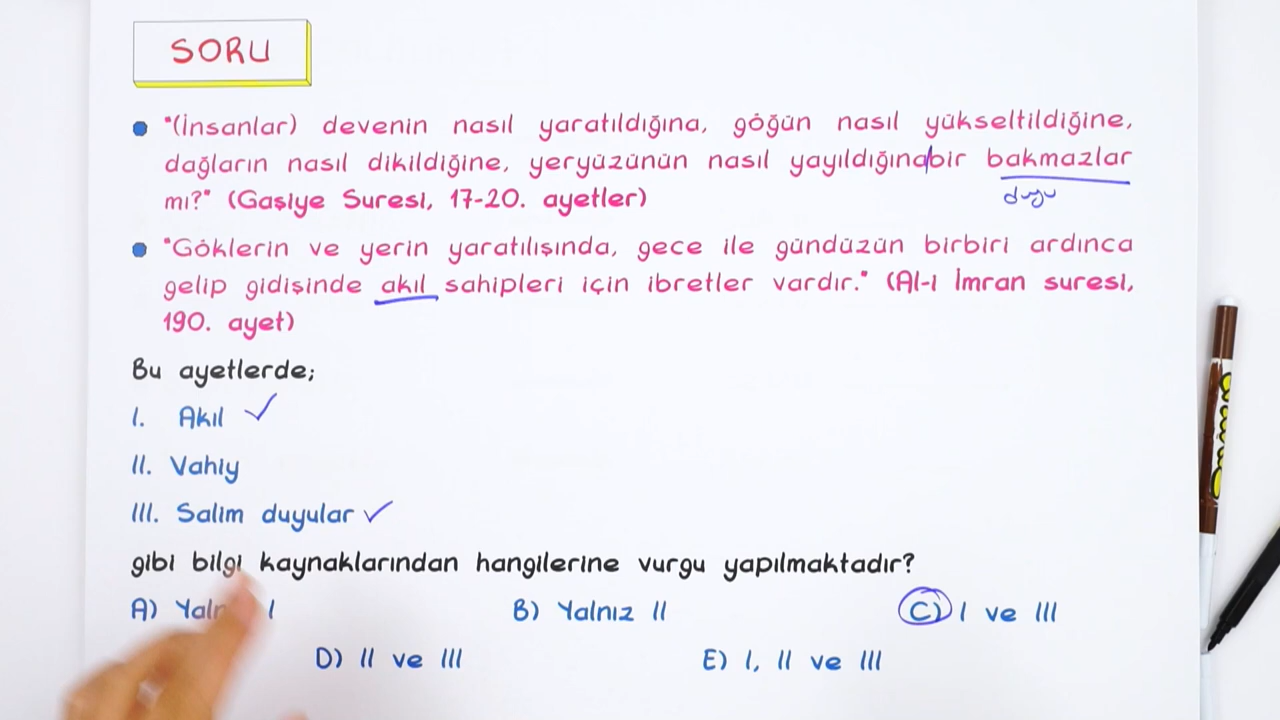 SORU
"(İnsanlar) devenin nasıl yaratıldığına, göğün nasıl yükseltildiğine,
dağların nasıl dikildiğine, yeryüzünün nasıl yayıldığına bir bakmazlar
mı?" (Gaşiye Suresi, 17-20. ayetler)
duyu
"Göklerin ve yerin yaratılışında, gece ile gündüzün birbiri ardınca
gelip gidişinde akıl sahipleri için ibretler vardır." (Al-i İmran suresi,
190. ayet)
Bu ayetlerde;
I. Akıl
II. Vahiy
III. Salim duyular
gibi bilgi kaynaklarından hangilerine vurgu yapılmaktadır?
A) I
B) Yalnız II
C) I ve III
D) II ve III
E) I, II ve III